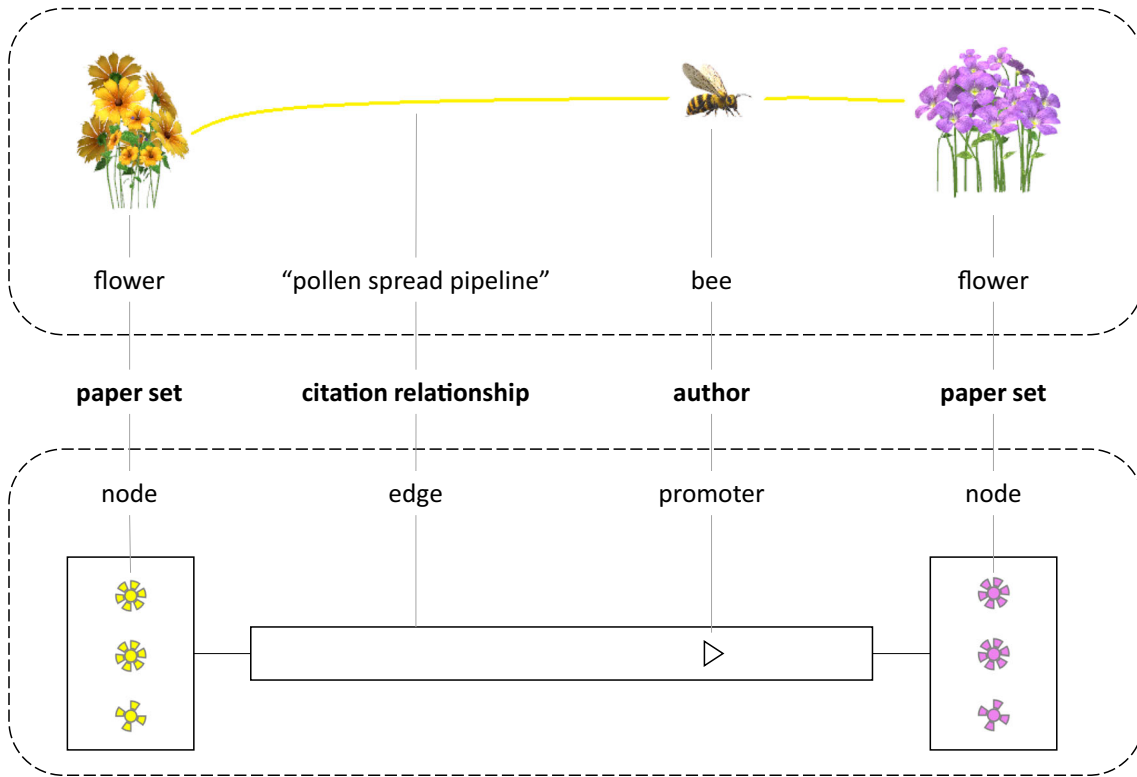 flower “pollen spread pipeline” bee flower
paper set citation relationship author paper set
node edge promoter node